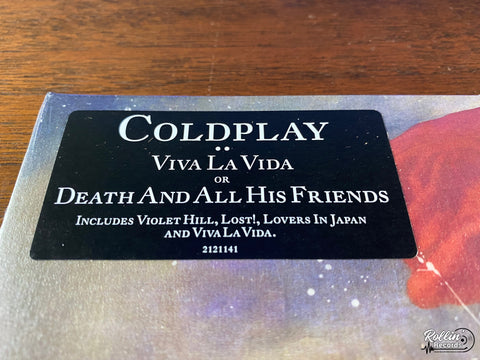 COLDPLAY
VIVA LA VIDA
OR
DEATH AND ALL HIS FRIENDS
INCLUDES VIOLET HILL, LOST!, LOVERS IN JAPAN
AND VIVA LA VIDA.
2121141
Rollin
Records